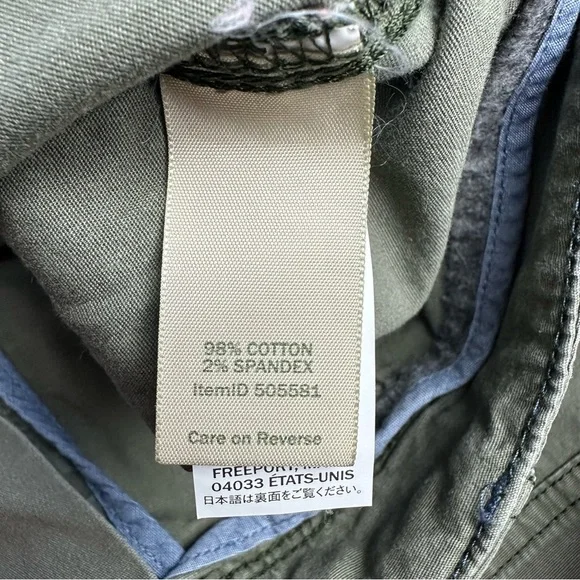 98% COTTON
2% SPANDEX
ItemID 505581
Care on Reverse
FREEPORT,
04033 ÉTATS-UNIS
日本語は裏面をご覧ください。